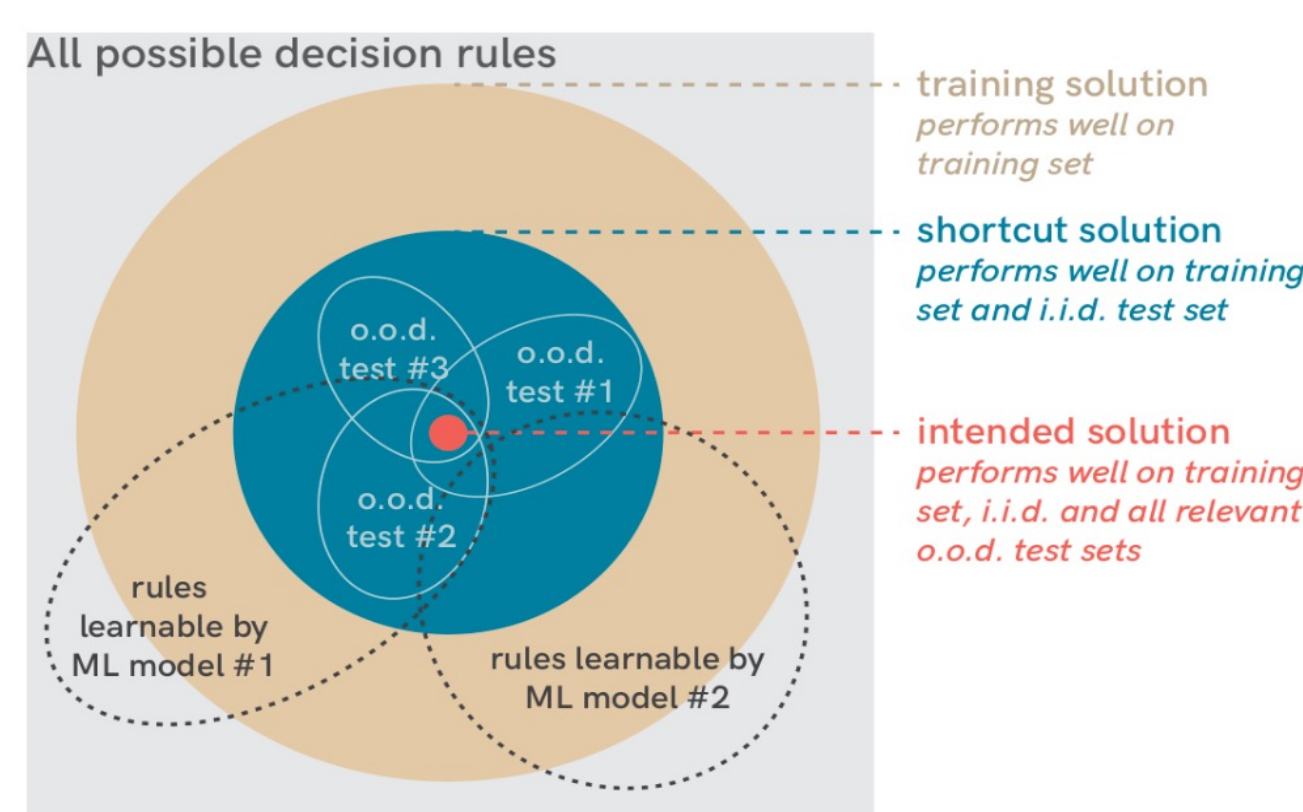 All possible decision rules
training solution
performs well on
training set
shortcut solution
performs well on training
set and i.i.d. test set
o.o.d.
test #3
o.o.d.
test #1
intended solution
performs well on training
set, i.i.d. and all relevant
o.o.d. test sets
o.o.d.
test #2
rules
learnable by
ML model #1
rules learnable by
ML model #2